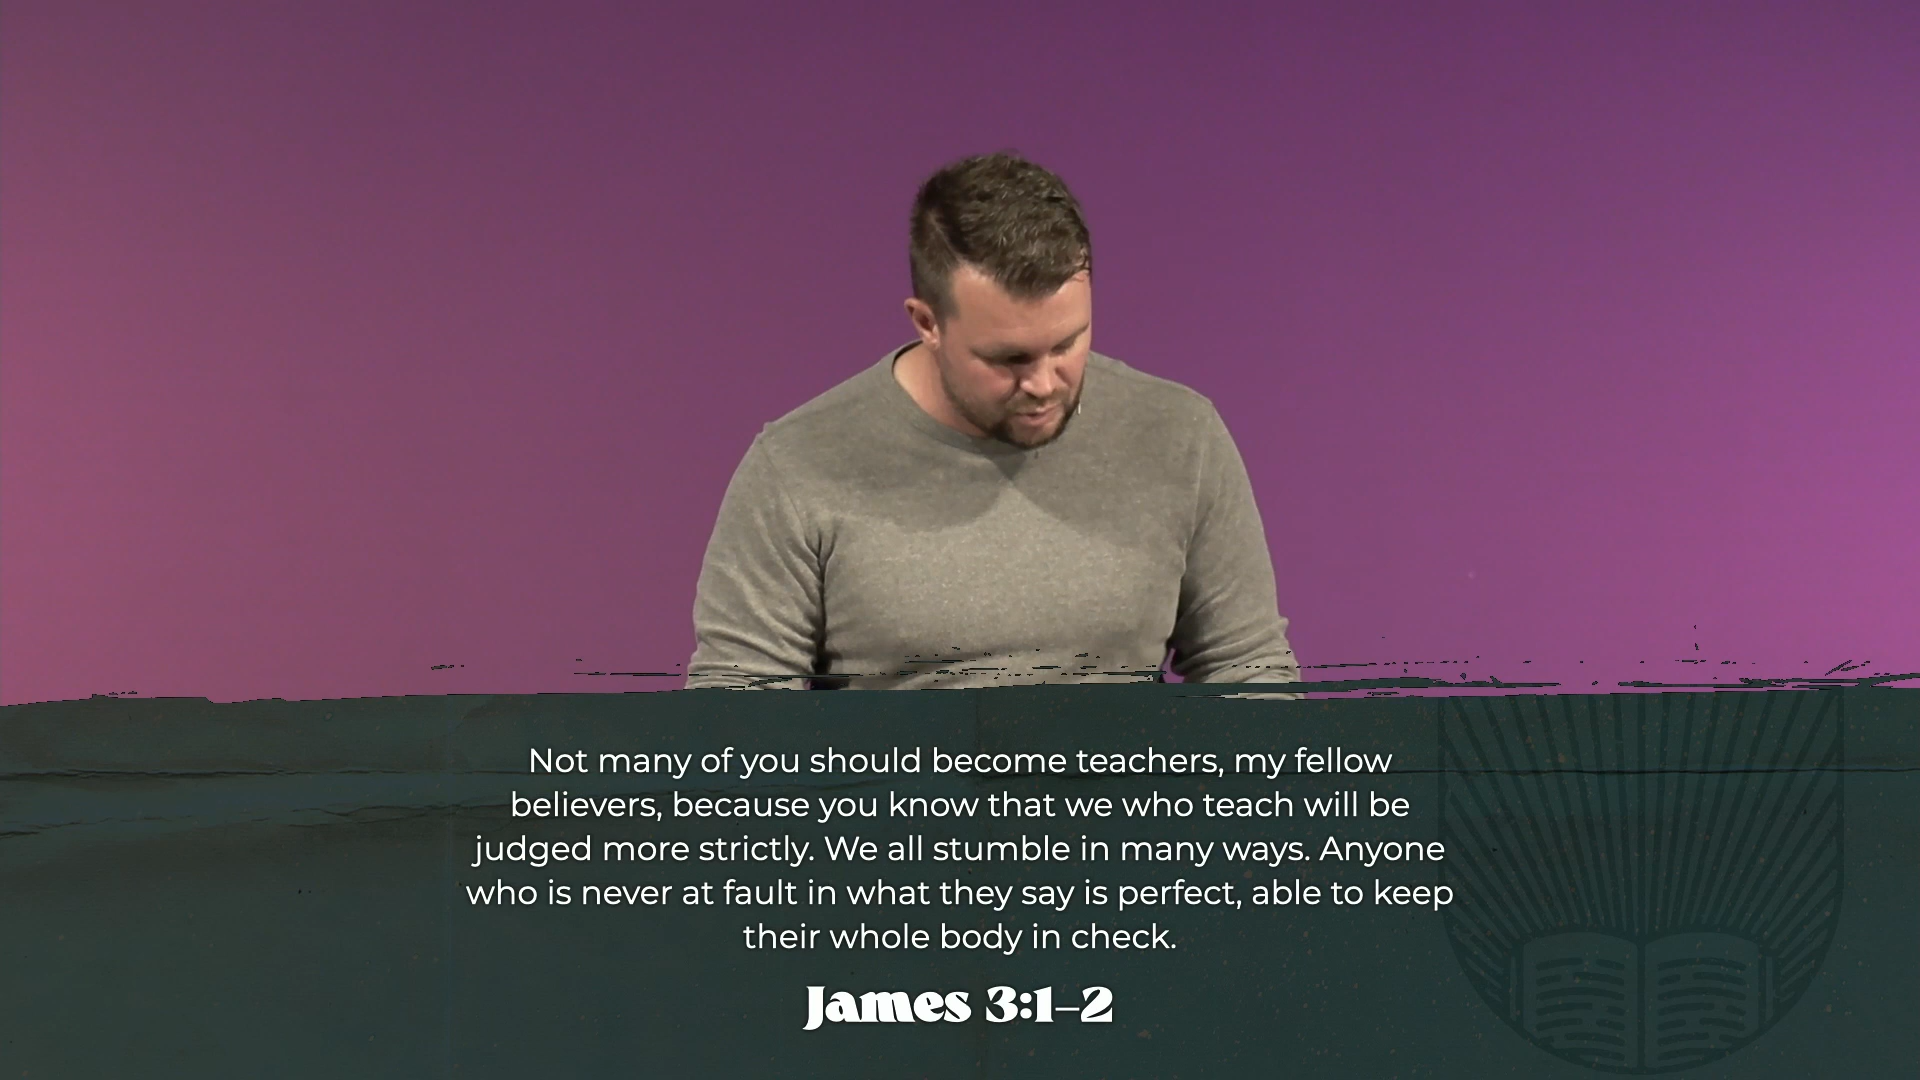 Not many of you should become teachers, my fellow
believers, because you know that we who teach will be
judged more strictly. We all stumble in many ways. Anyone
who is never at fault in what they say is perfect, able to keep
their whole body in check.
James 3:1–2